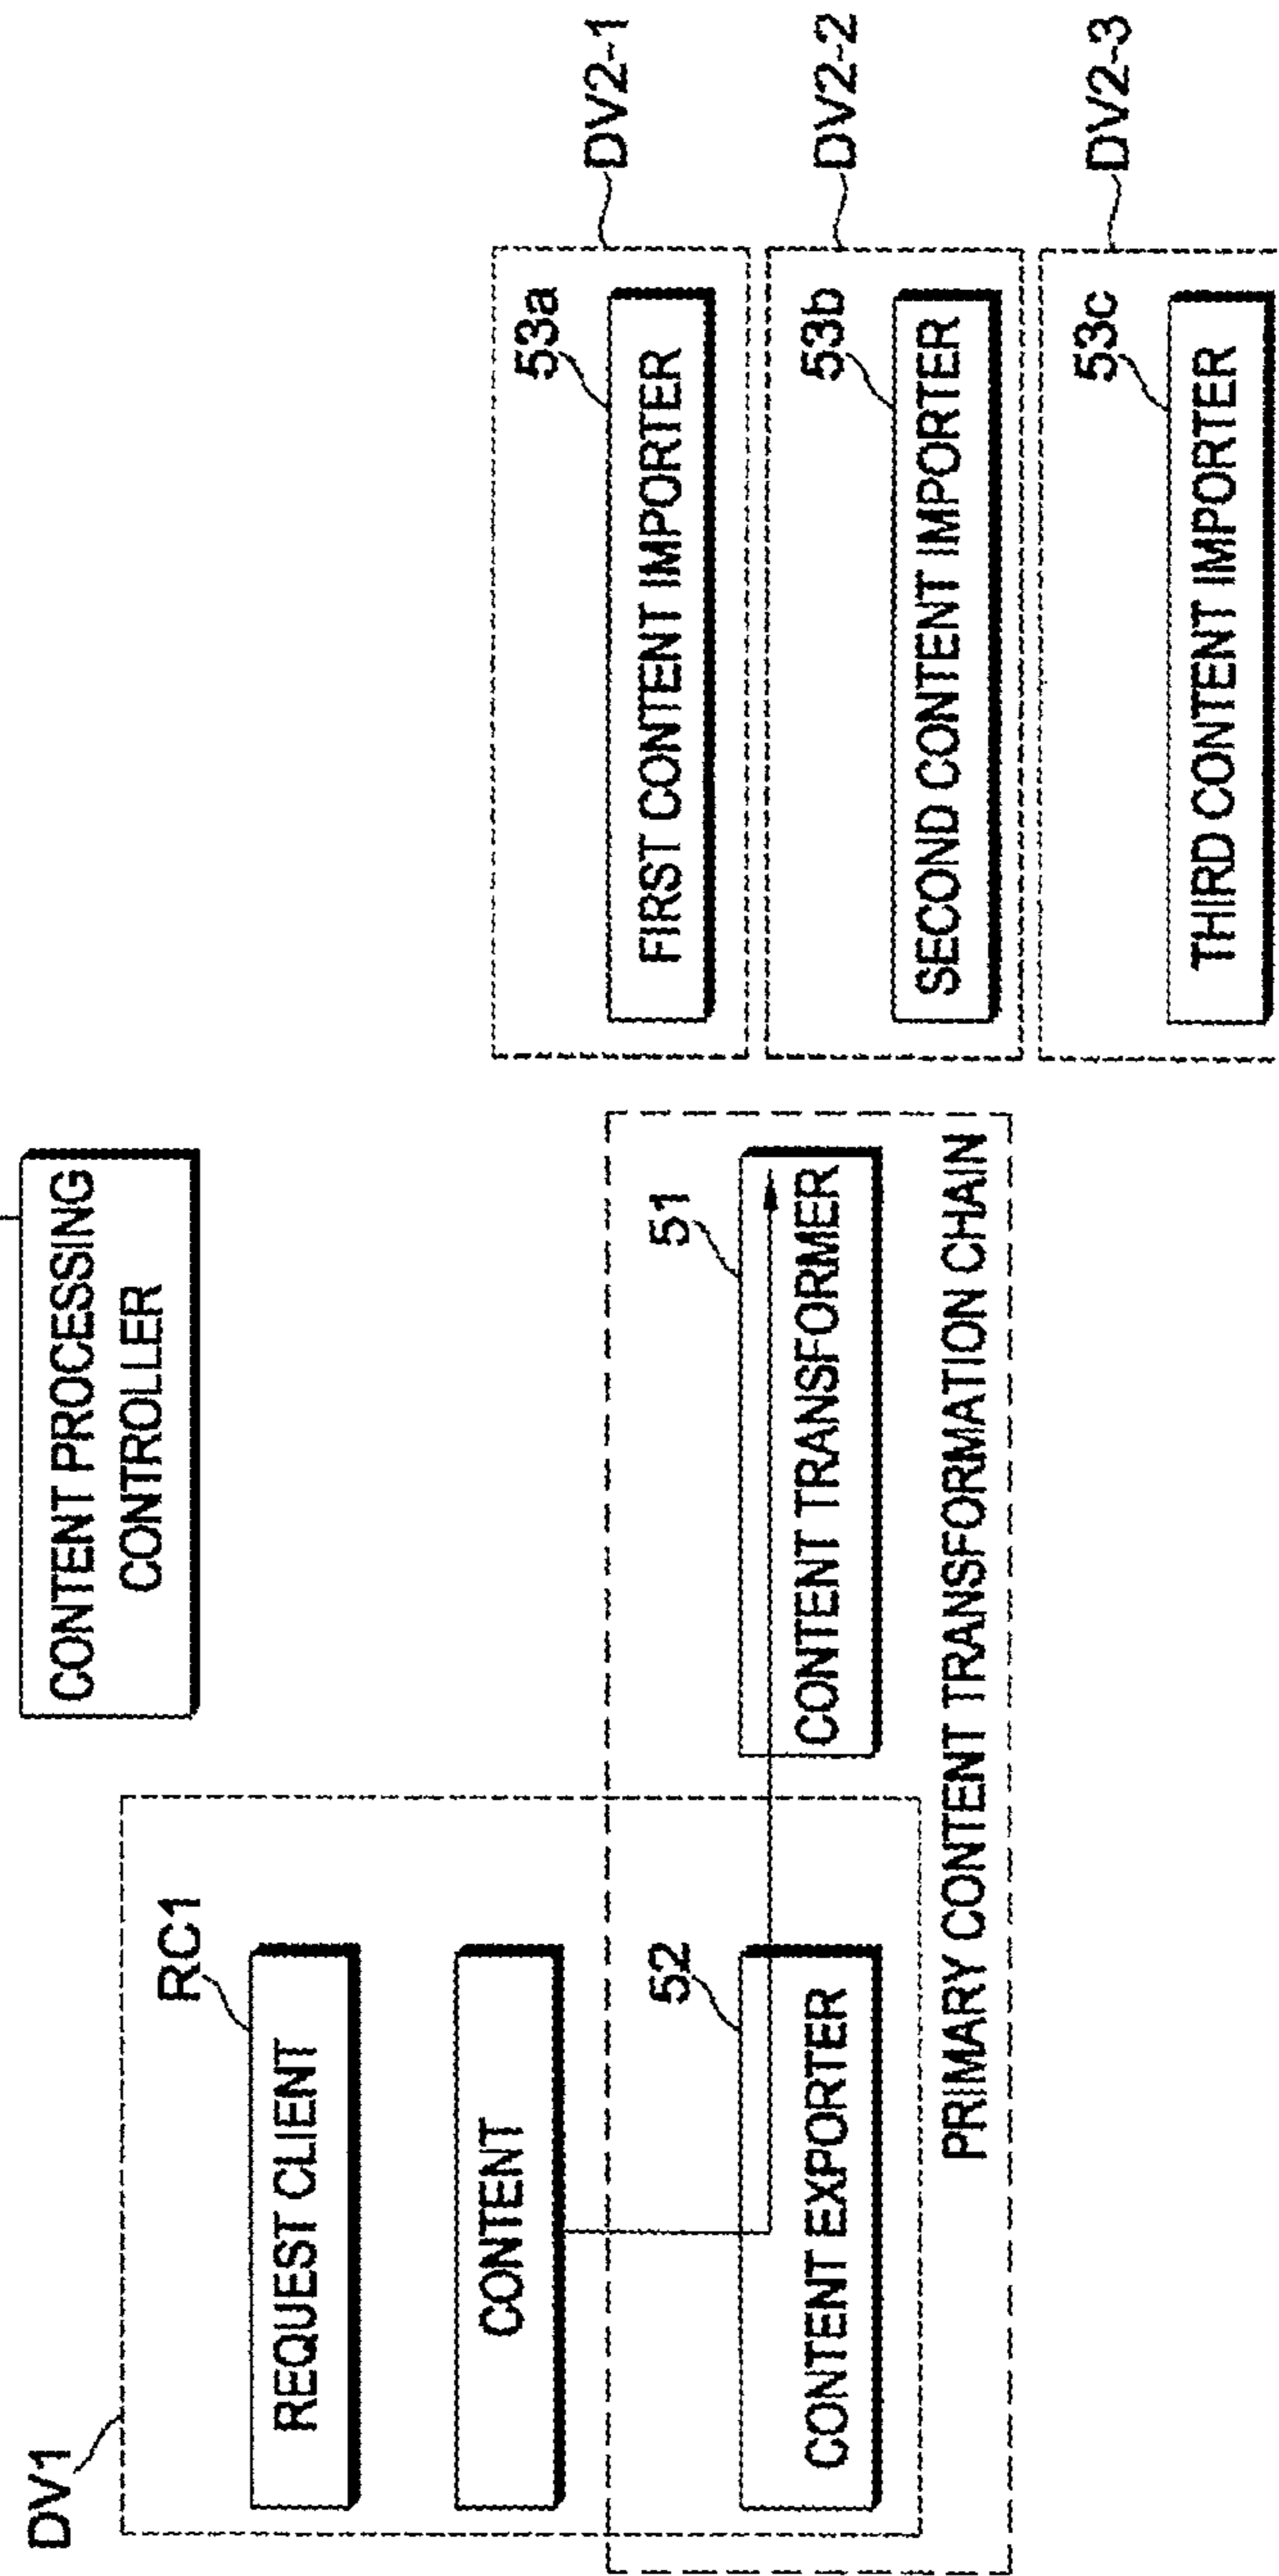 CONTENT PROCESSING
CONTROLLER
DV1
RC1
REQUEST CLIENT
CONTENT
52
CONTENT EXPORTER
51
CONTENT TRANSFORMER
PRIMARY CONTENT TRANSFORMATION CHAIN
DV2-1
53a
FIRST CONTENT IMPORTER
DV2-2
53b
SECOND CONTENT IMPORTER
DV2-3
53c
THIRD CONTENT IMPORTER